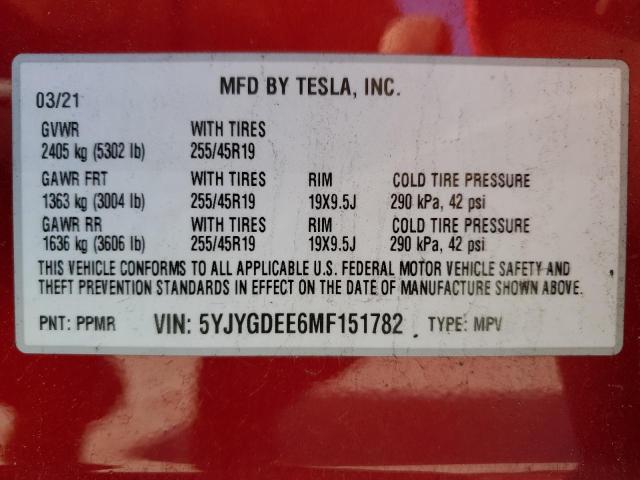 MFD BY TESLA, INC.
03/21
GVWR WITH TIRES
2405 kg (5302 lb) 255/45R19
GAWR FRT WITH TIRES RIM COLD TIRE PRESSURE
1363 kg (3004 lb) 255/45R19 19X9.5J 290 kPa, 42 psi
GAWR RR WITH TIRES RIM COLD TIRE PRESSURE
1636 kg (3606 lb) 255/45R19 19X9.5J 290 kPa, 42 psi
THIS VEHICLE CONFORMS TO ALL APPLICABLE U.S. FEDERAL MOTOR VEHICLE SAFETY AND
THEFT PREVENTION STANDARDS IN EFFECT ON THE DATE OF MANUFACTURE SHOWN ABOVE.
PNT: PPMR VIN: 5YJYGDEE6MF151782 TYPE: MPV